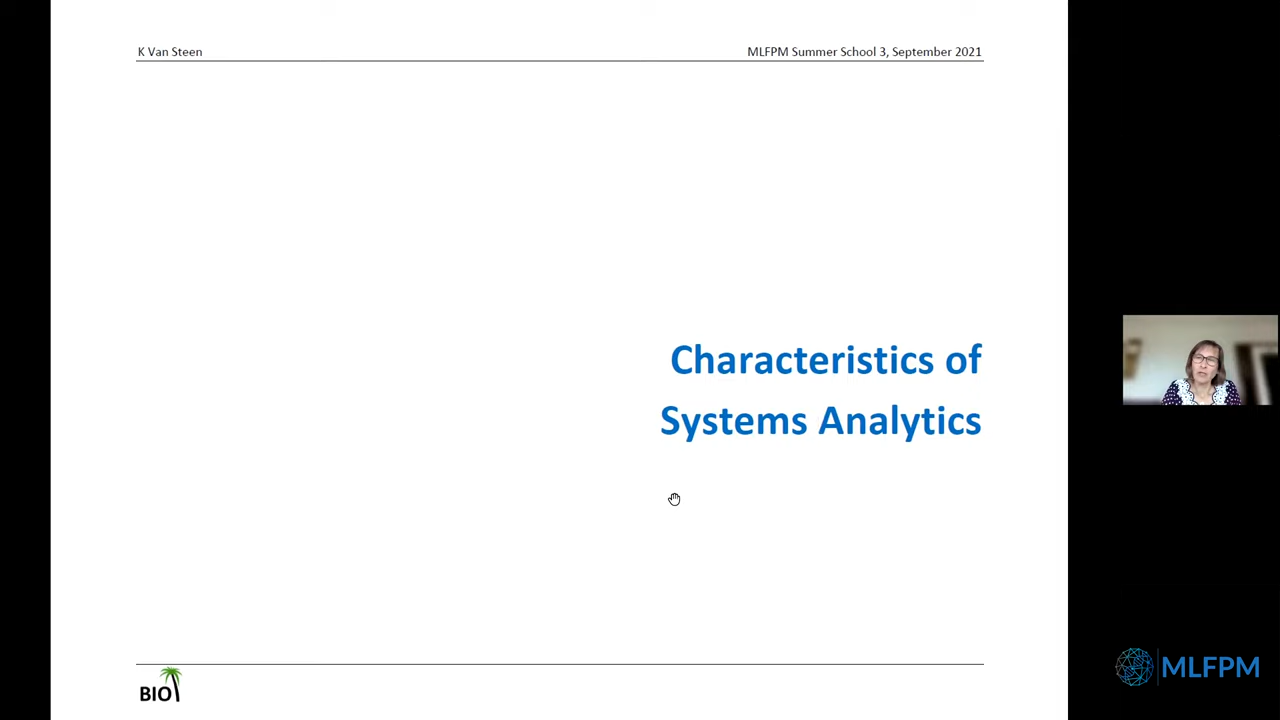 K Van Steen
MLFPM Summer School 3, September 2021
Characteristics of
Systems Analytics
BIO
MLFPM